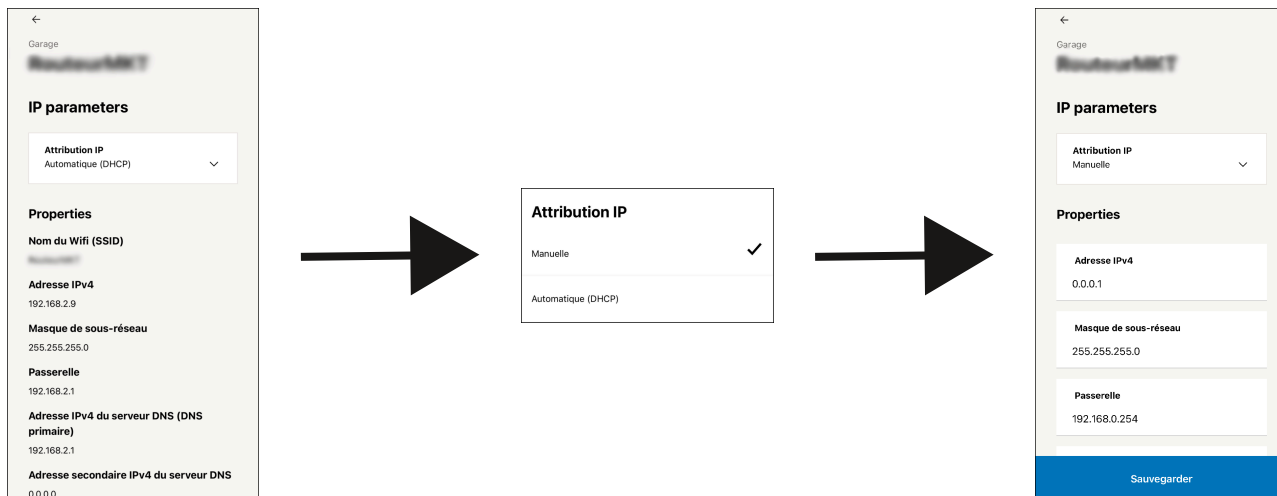 Garage
IP parameters
Attribution IP
Automatique (DHCP)
Properties
Nom du Wifi (SSID)
Adresse IPv4
192.168.2.9
Masque de sous-réseau
255.255.255.0
Passerelle
192.168.2.1
Adresse IPv4 du serveur DNS (DNS
primaire)
192.168.2.1
Adresse secondaire IPv4 du serveur DNS
0.0.0.0
Attribution IP
Manuelle
Automatique (DHCP)
Garage
IP parameters
Attribution IP
Manuelle
Properties
Adresse IPv4
0.0.0.1
Masque de sous-réseau
255.255.255.0
Passerelle
192.168.0.254
Sauvegarder